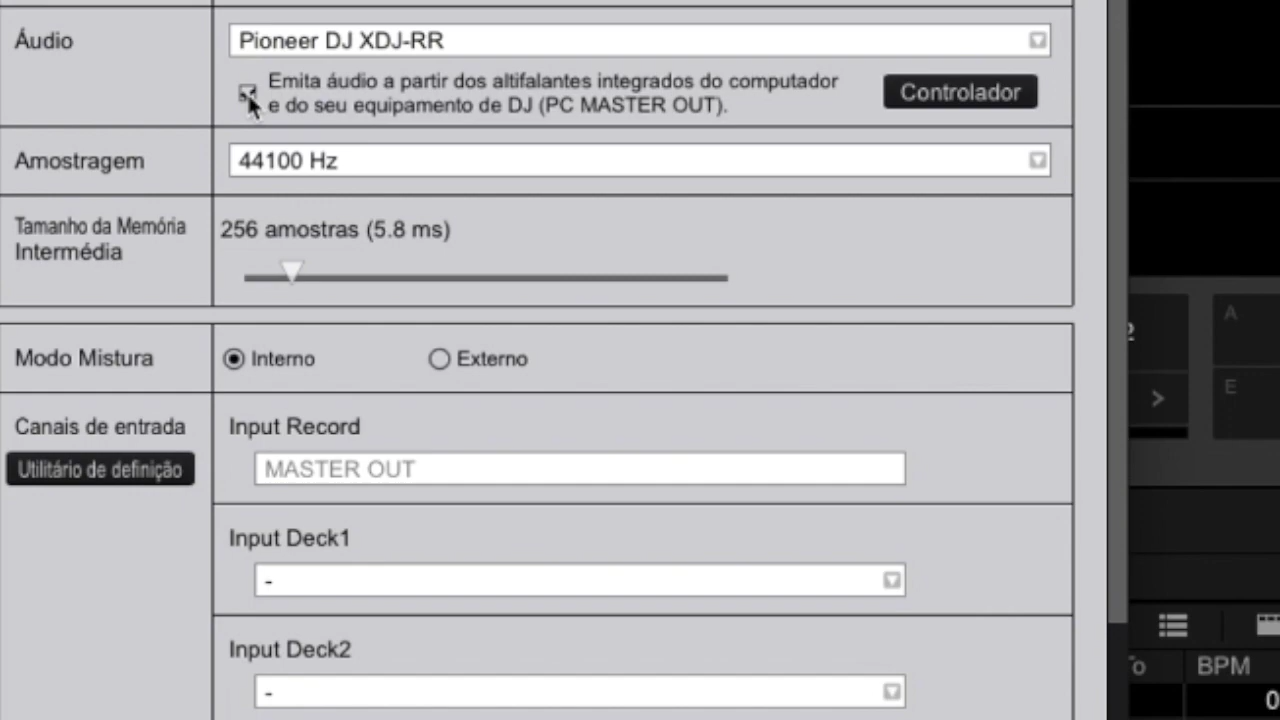 Áudio
Pioneer DJ XDJ-RR
Emita áudio a partir dos altifalantes integrados do computador
e do seu equipamento de DJ (PC MASTER OUT).
Controlador
Amostragem
44100 Hz
Tamanho da Memória
Intermédia
256 amostras (5.8 ms)
Modo Mistura
Interno
Externo
Canais de entrada
Utilitário de definição
Input Record
MASTER OUT
Input Deck1
-
Input Deck2
-
A
E
BPM
0